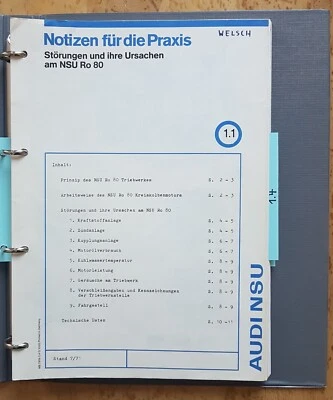 WELSCH
Notizen für die Praxis
Störungen und ihre Ursachen
am NSU Ro 80
1.1
1.4
Inhalt:
Prinzip des NSU Ro 80 Triebwerkes S. 2 - 3
Arbeitsweise des NSU Ro 80 Kreiskolbenmotors S. 2 - 3
Störungen und ihre Ursachen am NSU Ro 80
1. Kraftstoffanlage S. 4 - 5
2. Zündanlage S. 4 - 5
3. Kupplungsanlage S. 6 - 7
4. Motorölverbrauch S. 6 - 7
5. Kühlwassertemperatur S. 8 - 9
6. Motorleistung S. 8 - 9
7. Geräusche am Triebwerk S. 8 - 9
8. Verschleißangaben und Kennzeichnungen
der Triebwerksteile S. 8 - 9
9. Fahrgestell S. 8 - 9
Technische Daten S. 10 - 11
Stand 7/71
AUDI NSU